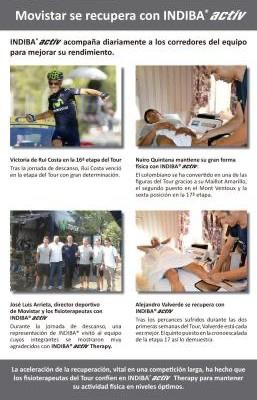 Movistar se recupera con INDIBA® activ
INDIBA® activ acompaña diariamente a los corredores del equipo
para mejorar su rendimiento.
Victoria de Rui Costa en la 16ª etapa del Tour
Tras la jornada de descanso, Rui Costa venció
en la etapa del Tour con gran determinación.
Nairo Quintana mantiene su gran forma
física con INDIBA® activ
El colombiano se ha convertido en una de las
figuras del Tour gracias a su Maillot Amarillo,
el segundo puesto en el Mont Ventoux y la
sexta posición en la 17ª etapa.
José Luis Arrieta, director deportivo
de Movistar y los fisioterapeutas con
INDIBA® activ
Durante la jornada de descanso, una
representación de INDIBA® visitó al equipo
cuyos integrantes se mostraron muy
agradecidos con INDIBA® activ Therapy.
Alejandro Valverde se recupera con
INDIBA® activ
Tras los percances sufridos durante las dos
primeras semanas del Tour, Valverde está cada
vez mejor. El quinto puesto en la cronoescalada
de la etapa 17 así lo demuestra.
La aceleración de la recuperación, vital en una competición larga, ha hecho que
los fisioterapeutas del Tour confíen en INDIBA® activ Therapy para mantener
su actividad física en niveles óptimos.